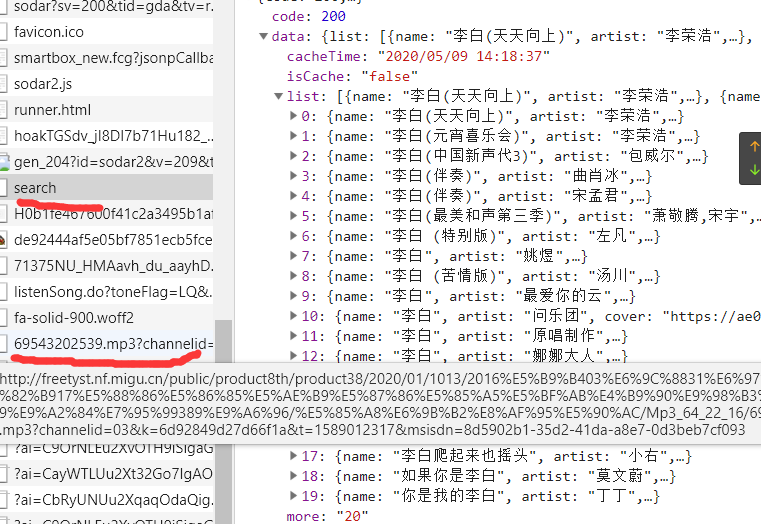 sodar?sv=200&tid=gda&tv=r.
favicon.ico
smartbox_new.fcg?jsonpCallba
sodar2.js
runner.html
hoakTGSdv_jI8DI7b71Hu182_...
gen_204?id=sodar2&v=209&t
search
H0b1fe467600f41c2a3495b1af
de92444af5e05bf7851ecb5fce
71375NU_HMAavh_du_aayhD.
listenSong.do?toneFlag=LQ&.
fa-solid-900.woff2
69543202539.mp3?channelid=
code: 200
data: {list: [{name: "李白(天天向上)", artist: "李荣浩",…},
cacheTime: "2020/05/09 14:18:37"
isCache: "false"
list: [{name: "李白(天天向上)", artist: "李荣浩",…}, {name:
0: {name: "李白(天天向上)", artist: "李荣浩",…}
1: {name: "李白(元宵喜乐会)", artist: "李荣浩",…}
2: {name: "李白(中国新声代3)", artist: "包威尔",…}
3: {name: "李白(伴奏)", artist: "曲肖冰",…}
4: {name: "李白(伴奏)", artist: "宋孟君",…}
5: {name: "李白(最美和声第三季)", artist: "萧敬腾,宋宇",…}
6: {name: "李白 (特别版)", artist: "左凡",…}
7: {name: "李白", artist: "姚煜",…}
8: {name: "李白 (苦情版)", artist: "汤川",…}
9: {name: "李白", artist: "最爱你的云",…}
10: {name: "李白", artist: "问乐团", cover: "https://ae0
11: {name: "李白", artist: "原唱制作",…}
12: {name: "李白", artist: "郷郷大人",…}
http://freetyst.nf.migu.cn/public/product8th/product38/2020/01/1013/2016%E5%B9%B403%E6%9C%8831%E6%97
%82%B917%E5%88%86%E5%86%85%E5%AE%B9%E5%87%86%E5%85%A5%E5%BF%AB%E4%B9%90%E9%98%B3
9%E9%A2%84%E7%95%99389%E9%A6%96/%E5%85%A8%E6%9B%B2%E8%AF%95%E5%90%AC/Mp3_64_22_16/69
.mp3?channelid=03&k=6d92849d27d66f1a&t=1589012317&msisdn=8d5902b1-35d2-41da-a8e7-0d3beb7cf093
?ai=C9OrNLEu2XvOTH9iSigaG
?ai=CayWTLUu2Xt32Go7IgAO
?ai=CbRyUNUu2XqaqOdaQig.
17: {name: "李白爬起来也摇头", artist: "小右",…}
18: {name: "如果你是李白", artist: "莫文蔚",…}
19: {name: "你是我的李白", artist: "丁丁",…}
more: "20"